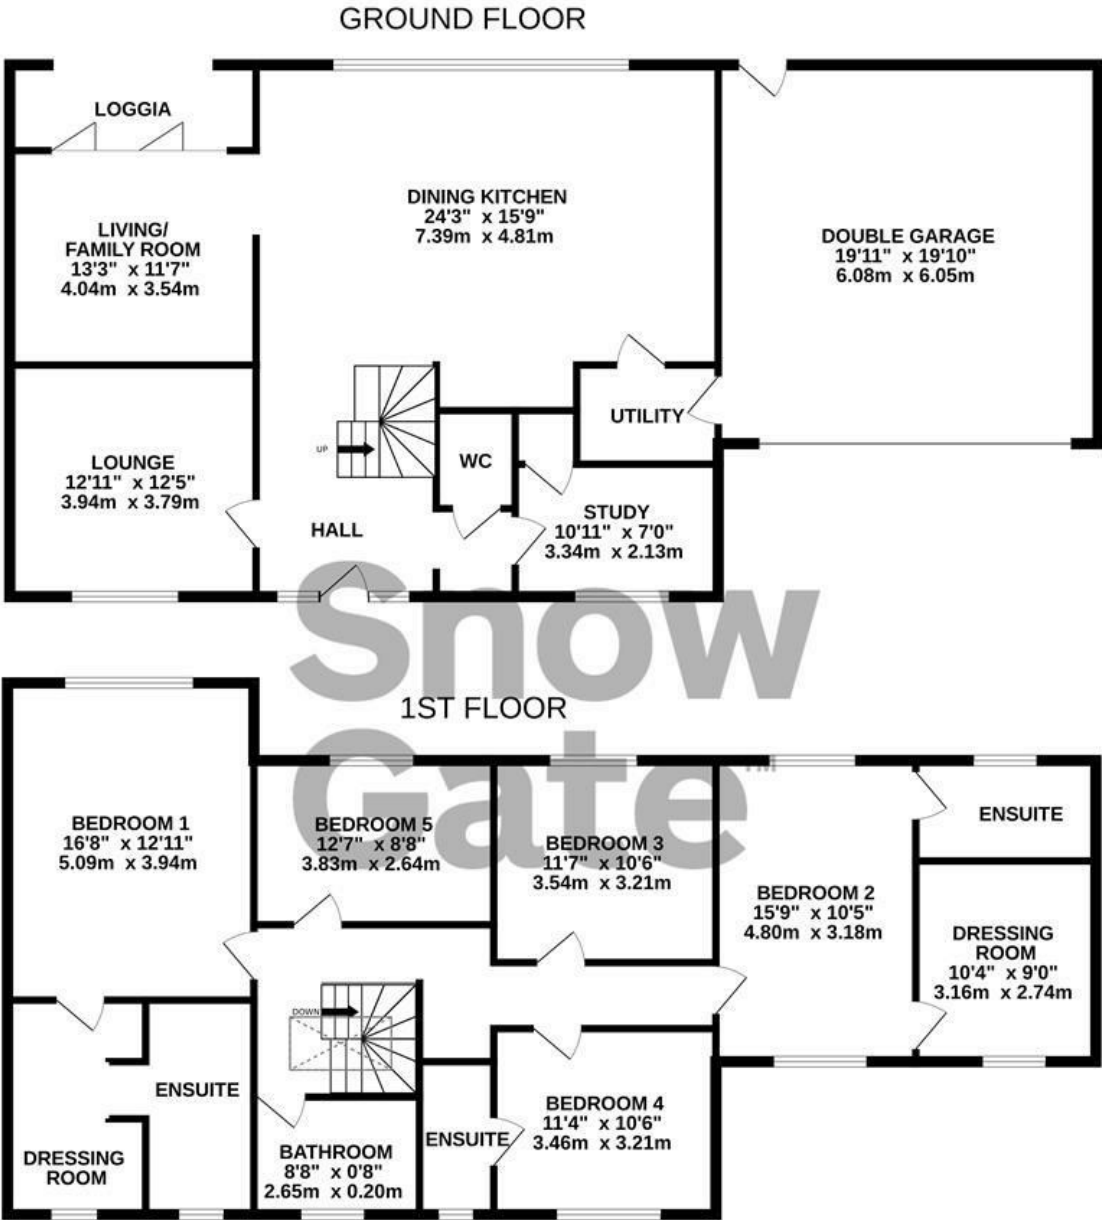 GROUND FLOOR
LOGGIA
LIVING/
FAMILY ROOM
13'3" x 11'7"
4.04m x 3.54m
DINING KITCHEN
24'3" x 15'9"
7.39m x 4.81m
DOUBLE GARAGE
19'11" x 19'10"
6.08m x 6.05m
LOUNGE
12'11" x 12'5"
3.94m x 3.79m
UP
HALL
WC
UTILITY
STUDY
10'11" x 7'0"
3.34m x 2.13m
Snow
Gate™
1ST FLOOR
BEDROOM 1
16'8" x 12'11"
5.09m x 3.94m
BEDROOM 5
12'7" x 8'8"
3.83m x 2.64m
BEDROOM 3
11'7" x 10'6"
3.54m x 3.21m
BEDROOM 2
15'9" x 10'5"
4.80m x 3.18m
ENSUITE
DRESSING
ROOM
10'4" x 9'0"
3.16m x 2.74m
DOWN
ENSUITE
DRESSING
ROOM
BATHROOM
8'8" x 0'8"
2.65m x 0.20m
ENSUITE
BEDROOM 4
11'4" x 10'6"
3.46m x 3.21m